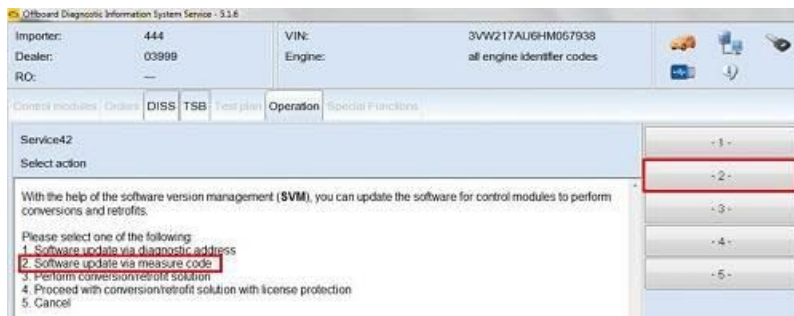 Offboard Diagnostic Information System Service - 5.1.6
Importer: 444 VIN: 3VW217AU6HM057938
Dealer: 03999 Engine: all engine identifier codes
RO: ---
Control modules Orders DISS TSB Test plan Operation Special Functions
Service42
Select action
- 1 -
- 2 -
- 3 -
- 4 -
- 5 -
With the help of the software version management (SVM), you can update the software for control modules to perform
conversions and retrofits.
Please select one of the following:
1. Software update via diagnostic address
2. Software update via measure code
3. Perform conversion/retrofit solution
4. Proceed with conversion/retrofit solution with license protection
5. Cancel